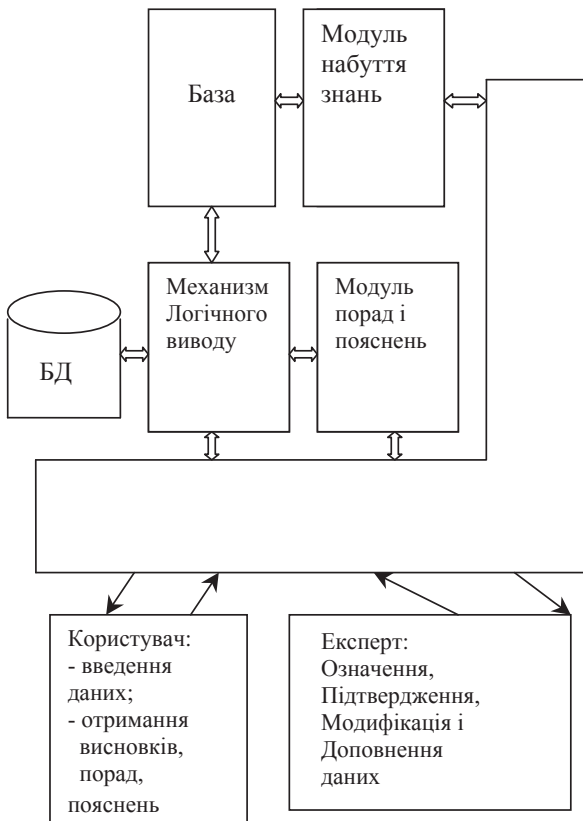 База
Модуль
набуття
знань
БД
Механизм
Логічного
виводу
Модуль
порад і
пояснень
Користувач:
- введення
даних;
- отримання
висновків,
порад,
пояснень
Експерт:
Означення,
Підтвердження,
Модифікація і
Доповнення
даних